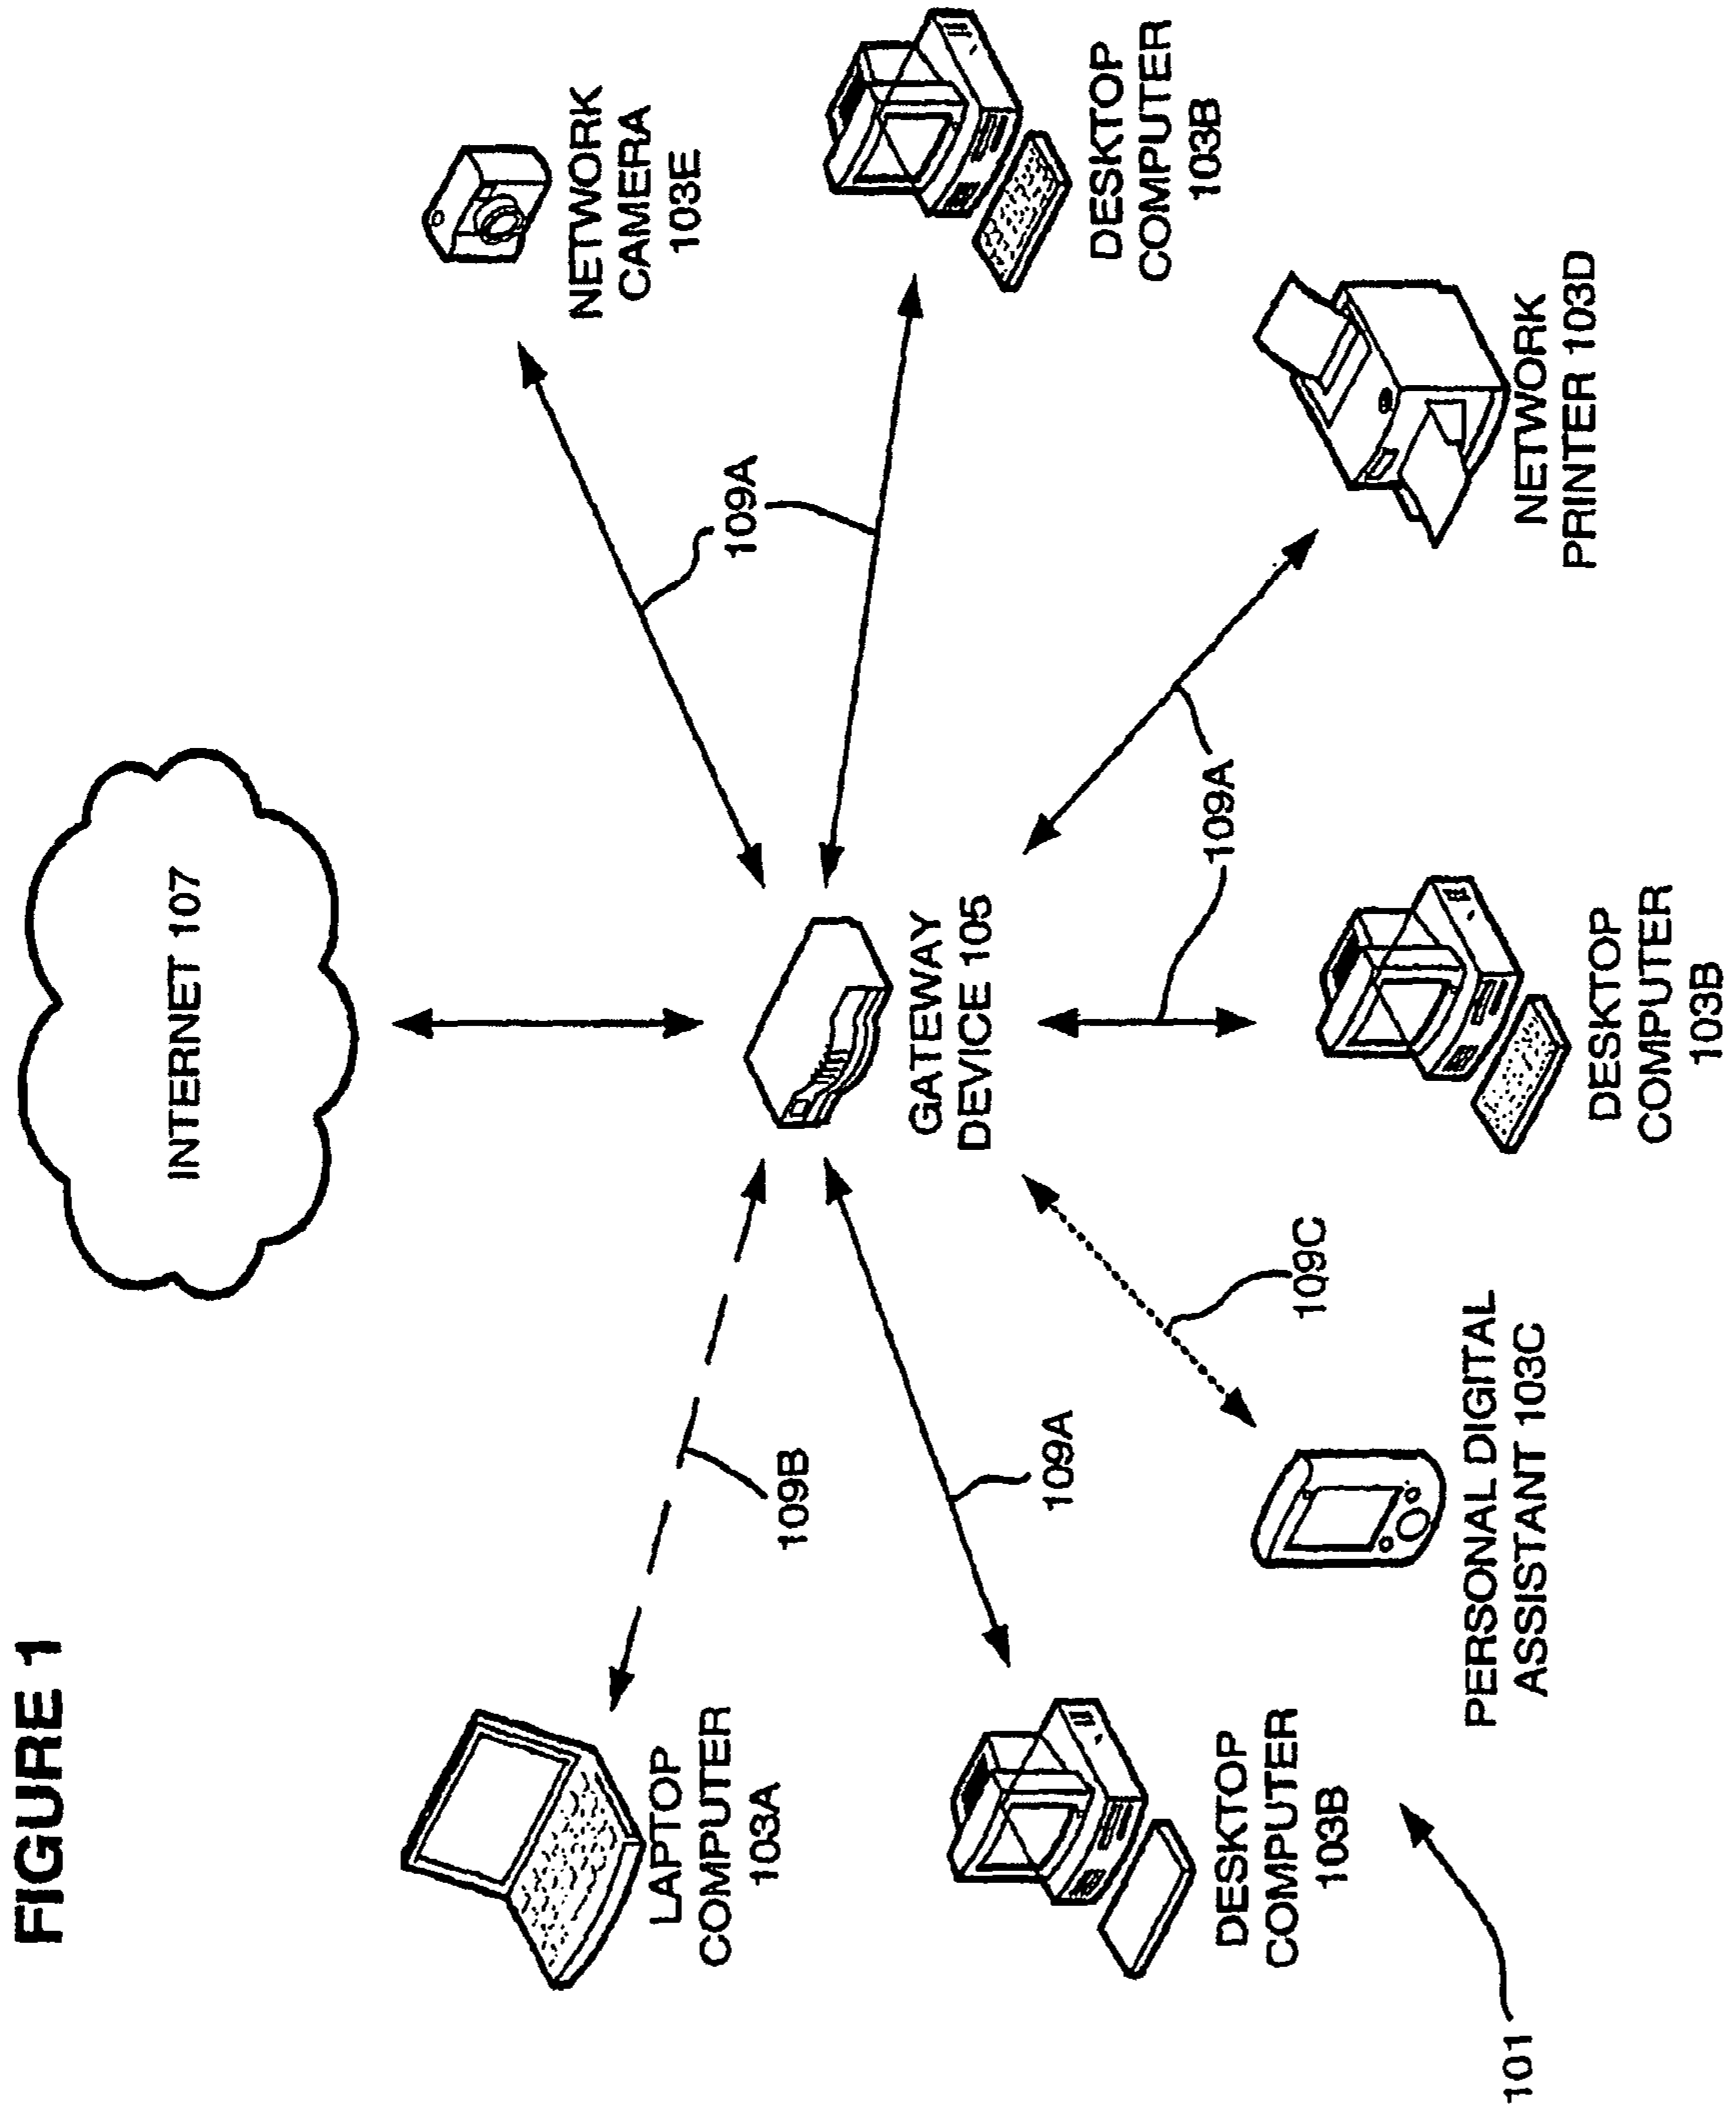 FIGURE 1
INTERNET 107
LAPTOP
COMPUTER
103A
109B
GATEWAY
DEVICE 105
109A
NETWORK
CAMERA
103E
DESKTOP
COMPUTER
103B
109A
DESKTOP
COMPUTER
103B
109C
PERSONAL DIGITAL
ASSISTANT 103C
109A
DESKTOP
COMPUTER
103B
NETWORK
PRINTER 103D
101